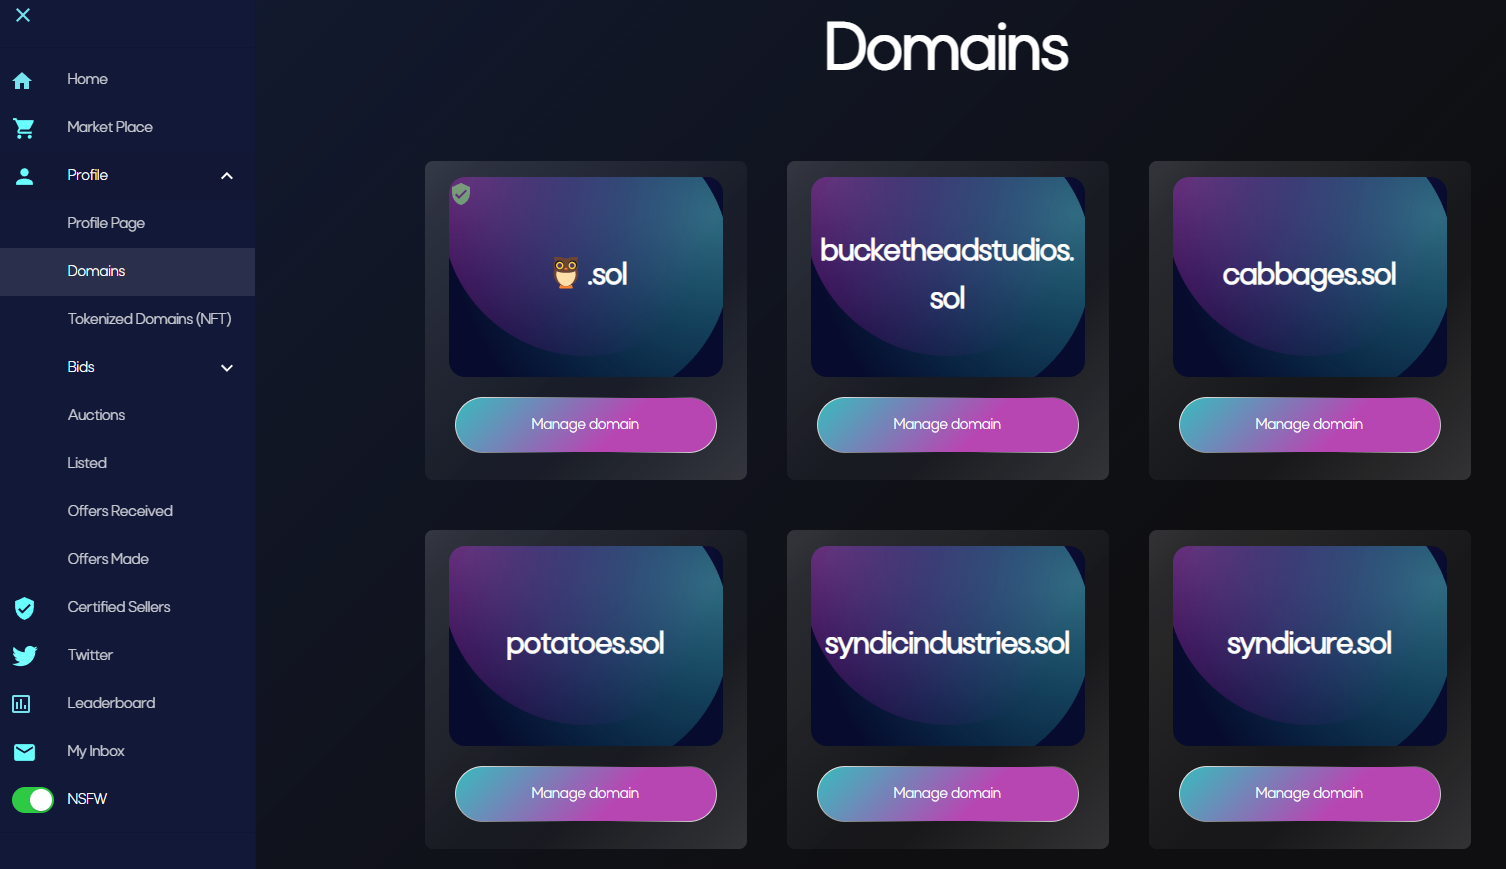 Domains
Home
Market Place
Profile
Profile Page
Domains
Tokenized Domains (NFT)
Bids
Auctions
Listed
Offers Received
Offers Made
Certified Sellers
Twitter
Leaderboard
My Inbox
NSFW
🦉.sol
Manage domain
bucketheadstudios.
sol
Manage domain
cabbages.sol
Manage domain
potatoes.sol
Manage domain
syndicindustries.sol
Manage domain
syndicure.sol
Manage domain